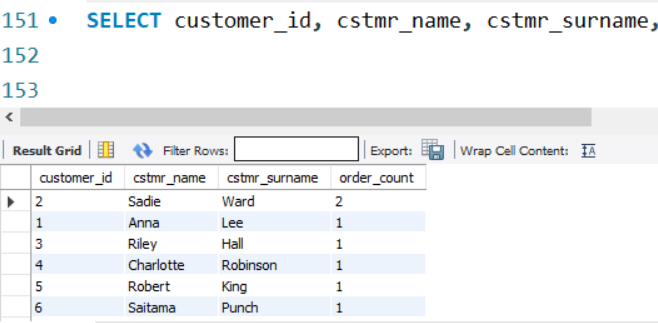 151 SELECT customer_id, cstmr_name, cstmr_surname,
152
153
Result Grid Filter Rows: Export: Wrap Cell Content:
customer_id cstmr_name cstmr_surname order_count
2 Sadie Ward 2
1 Anna Lee 1
3 Riley Hall 1
4 Charlotte Robinson 1
5 Robert King 1
6 Saitama Punch 1